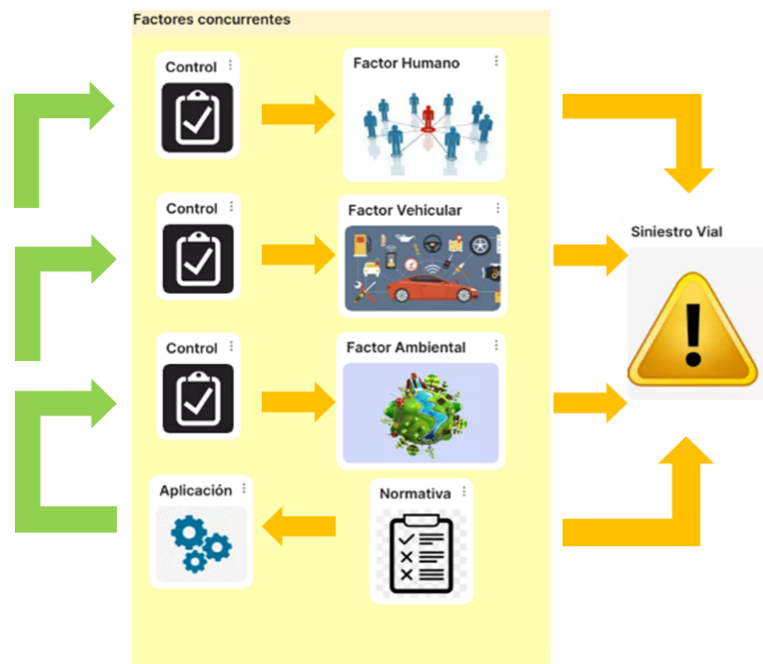 Factores concurrentes
Control
Factor Humano
Control
Factor Vehicular
Siniestro Vial
Control
Factor Ambiental
Aplicación
Normativa